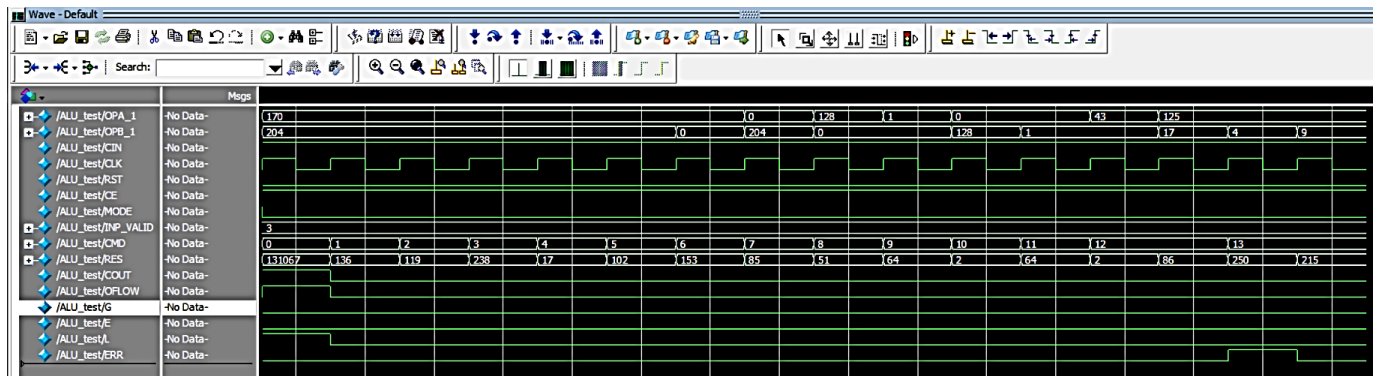 Wave - Default
Search:
Msgs
/ALU_test/OPA_1 -No Data- 170 0 128 1 0 43 125
/ALU_test/OPB_1 -No Data- 204 0 204 0 128 1 17 4 9
/ALU_test/CIN -No Data-
/ALU_test/CLK -No Data-
/ALU_test/RST -No Data-
/ALU_test/CE -No Data-
/ALU_test/MODE -No Data-
/ALU_test/INP_VALID -No Data- 3
/ALU_test/CMD -No Data- 0 1 2 3 4 5 6 7 8 9 10 11 12 13
/ALU_test/RES -No Data- 131067 136 119 238 17 102 153 85 51 64 2 64 2 86 250 215
/ALU_test/COUT -No Data-
/ALU_test/OFLOW -No Data-
/ALU_test/G -No Data-
/ALU_test/E -No Data-
/ALU_test/L -No Data-
/ALU_test/ERR -No Data-